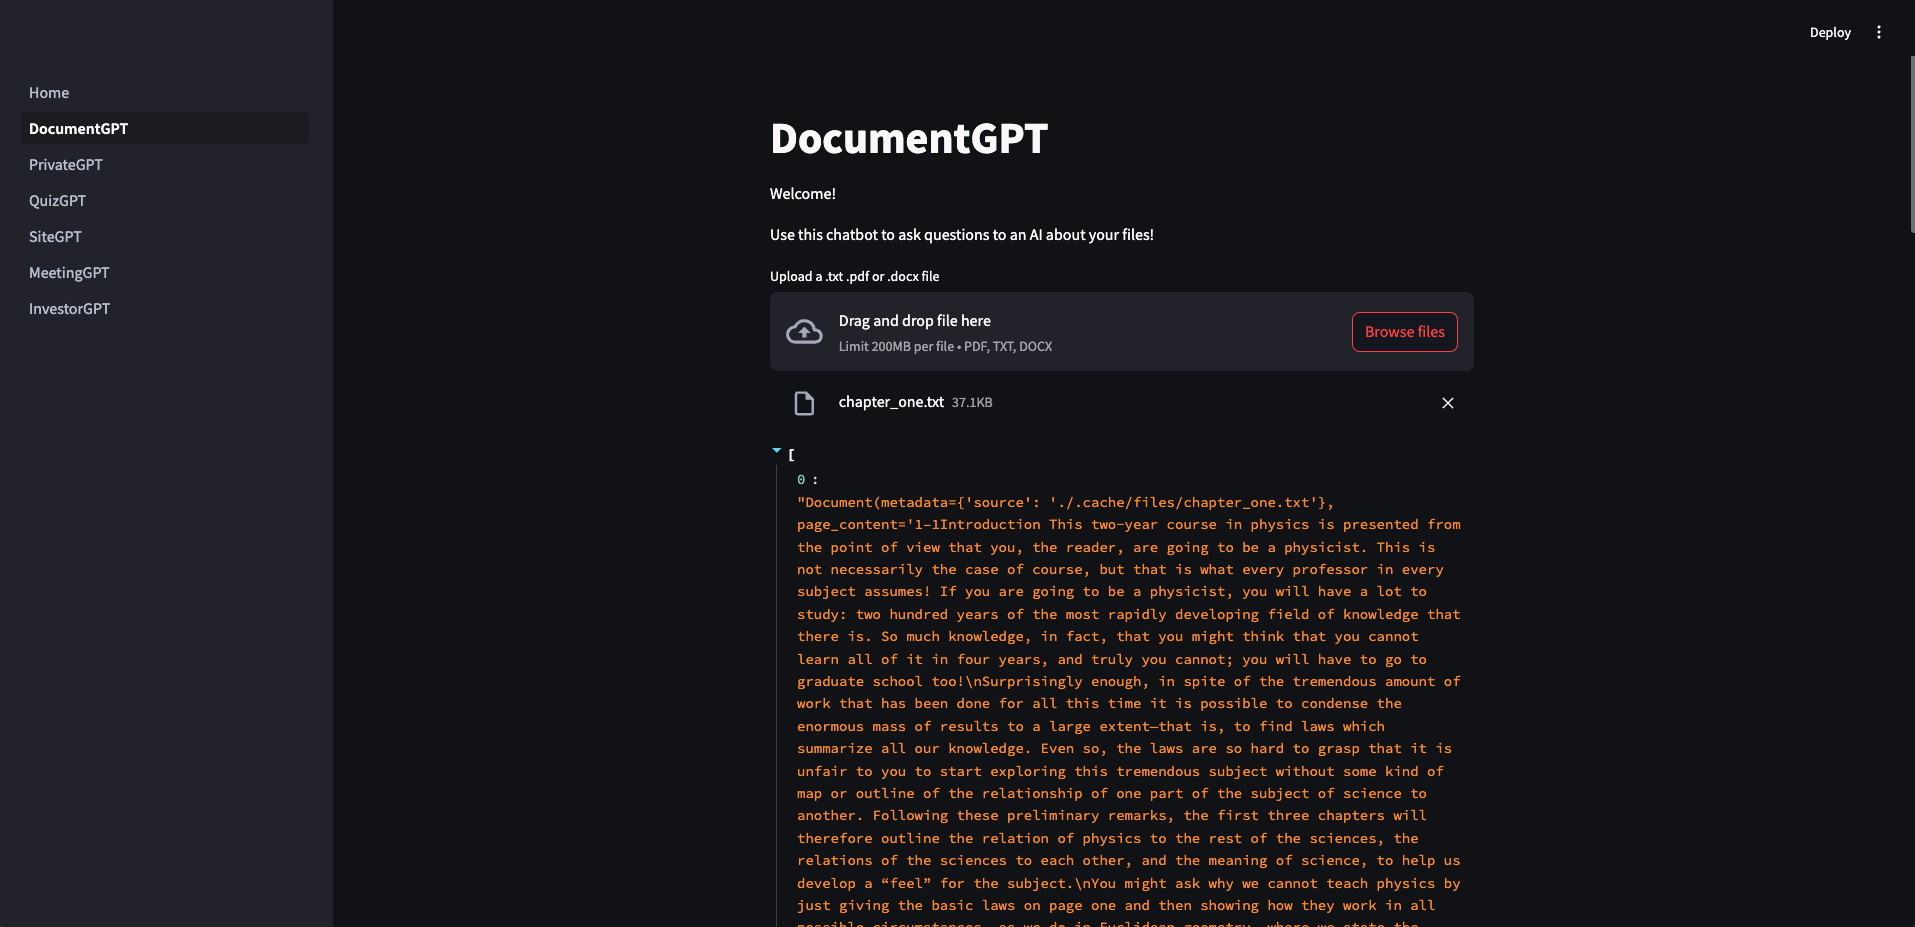 Deploy
Home
DocumentGPT
PrivateGPT
QuizGPT
SiteGPT
MeetingGPT
InvestorGPT
DocumentGPT
Welcome!
Use this chatbot to ask questions to an AI about your files!
Upload a .txt .pdf or .docx file
Drag and drop file here
Limit 200MB per file • PDF, TXT, DOCX
Browse files
chapter_one.txt 37.1KB
[
0 :
"Document(metadata={'source': './.cache/files/chapter_one.txt'},
page_content='1–1Introduction This two-year course in physics is presented from
the point of view that you, the reader, are going to be a physicist. This is
not necessarily the case of course, but that is what every professor in every
subject assumes! If you are going to be a physicist, you will have a lot to
study: two hundred years of the most rapidly developing field of knowledge that
there is. So much knowledge, in fact, that you might think that you cannot
learn all of it in four years, and truly you cannot; you will have to go to
graduate school too!\nSurprisingly enough, in spite of the tremendous amount of
work that has been done for all this time it is possible to condense the
enormous mass of results to a large extent—that is, to find laws which
summarize all our knowledge. Even so, the laws are so hard to grasp that it is
unfair to you to start exploring this tremendous subject without some kind of
map or outline of the relationship of one part of the subject of science to
another. Following these preliminary remarks, the first three chapters will
therefore outline the relation of physics to the rest of the sciences, the
relations of the sciences to each other, and the meaning of science, to help us
develop a “feel” for the subject.\nYou might ask why we cannot teach physics by
just giving the basic laws on page one and then showing how they work in all
possible circumstances, as we do in Euclidean geometry, where we state the